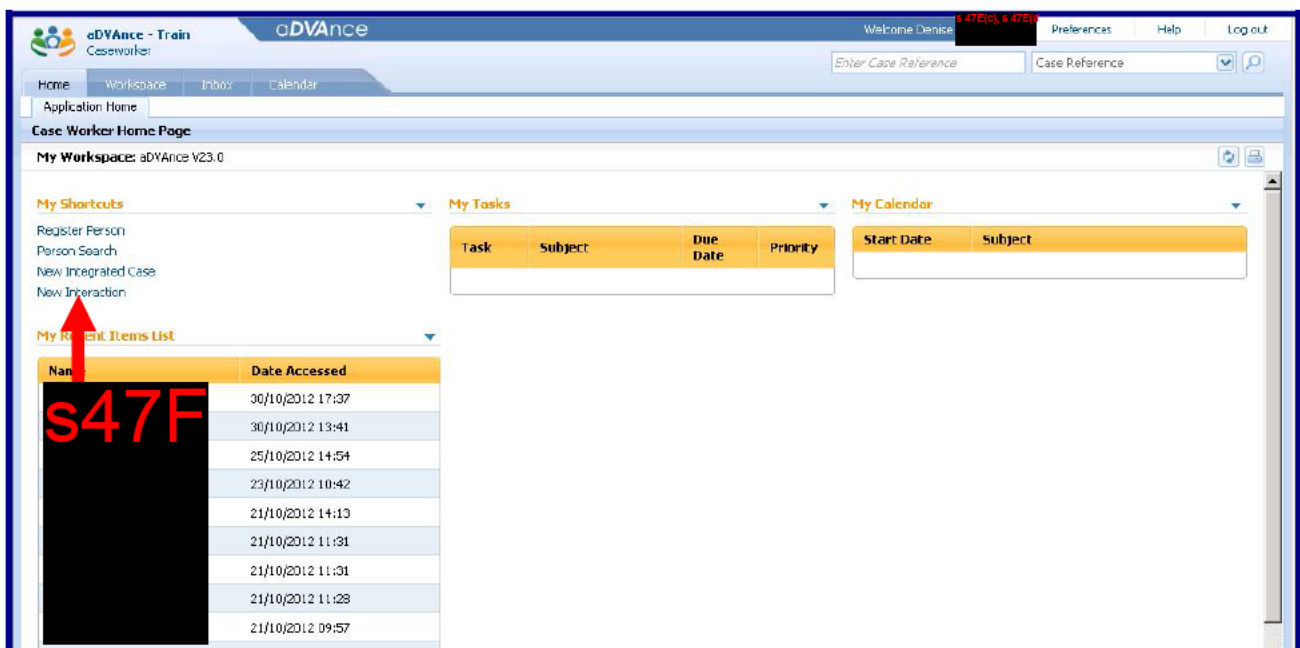 aDVAnce - Train
Caseworker
aDVAnce
Welcome Denise s 47E(c), s 47E(d Preferences Help Log out
Enter Case Reference Case Reference
Home Workspace Inbox Calendar
Application Home
Case Worker Home Page
My Workspace: aDVAnce V23.0
My Shortcuts My Tasks My Calendar
Register Person
Person Search
New Integrated Case
New Interaction
Task Subject Due Date Priority
Start Date Subject
My Recent Items List
Name Date Accessed
s47F
30/10/2012 17:37
30/10/2012 13:41
25/10/2012 14:54
23/10/2012 10:42
21/10/2012 14:13
21/10/2012 11:31
21/10/2012 11:31
21/10/2012 11:28
21/10/2012 09:57